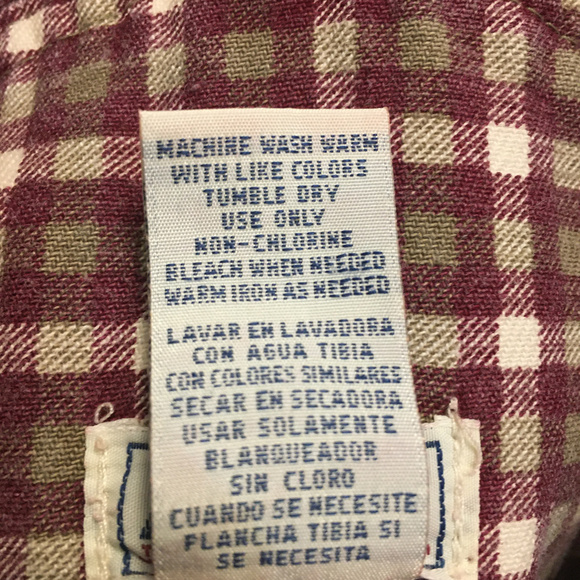 MACHINE WASH WARM
WITH LIKE COLORS
TUMBLE DRY
USE ONLY
NON-CHLORINE
BLEACH WHEN NEEDED
WARM IRON AS NEEDED
LAVAR EN LAVADORA
CON AGUA TIBIA
CON COLORES SIMILARES
SECAR EN SECADORA
USAR SOLAMENTE
BLANQUEADOR
SIN CLORO
CUANDO SE NECESITE
PLANCHA TIBIA SI
SE NECESITA